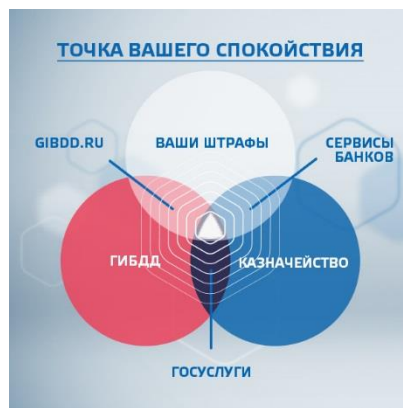 ТОЧКА ВАШЕГО СПОКОЙСТВИЯ
GIBDD.RU
ВАШИ ШТРАФЫ
СЕРВИСЫ
БАНКОВ
ГИБДД
КАЗНАЧЕЙСТВО
ГОСУСЛУГИ